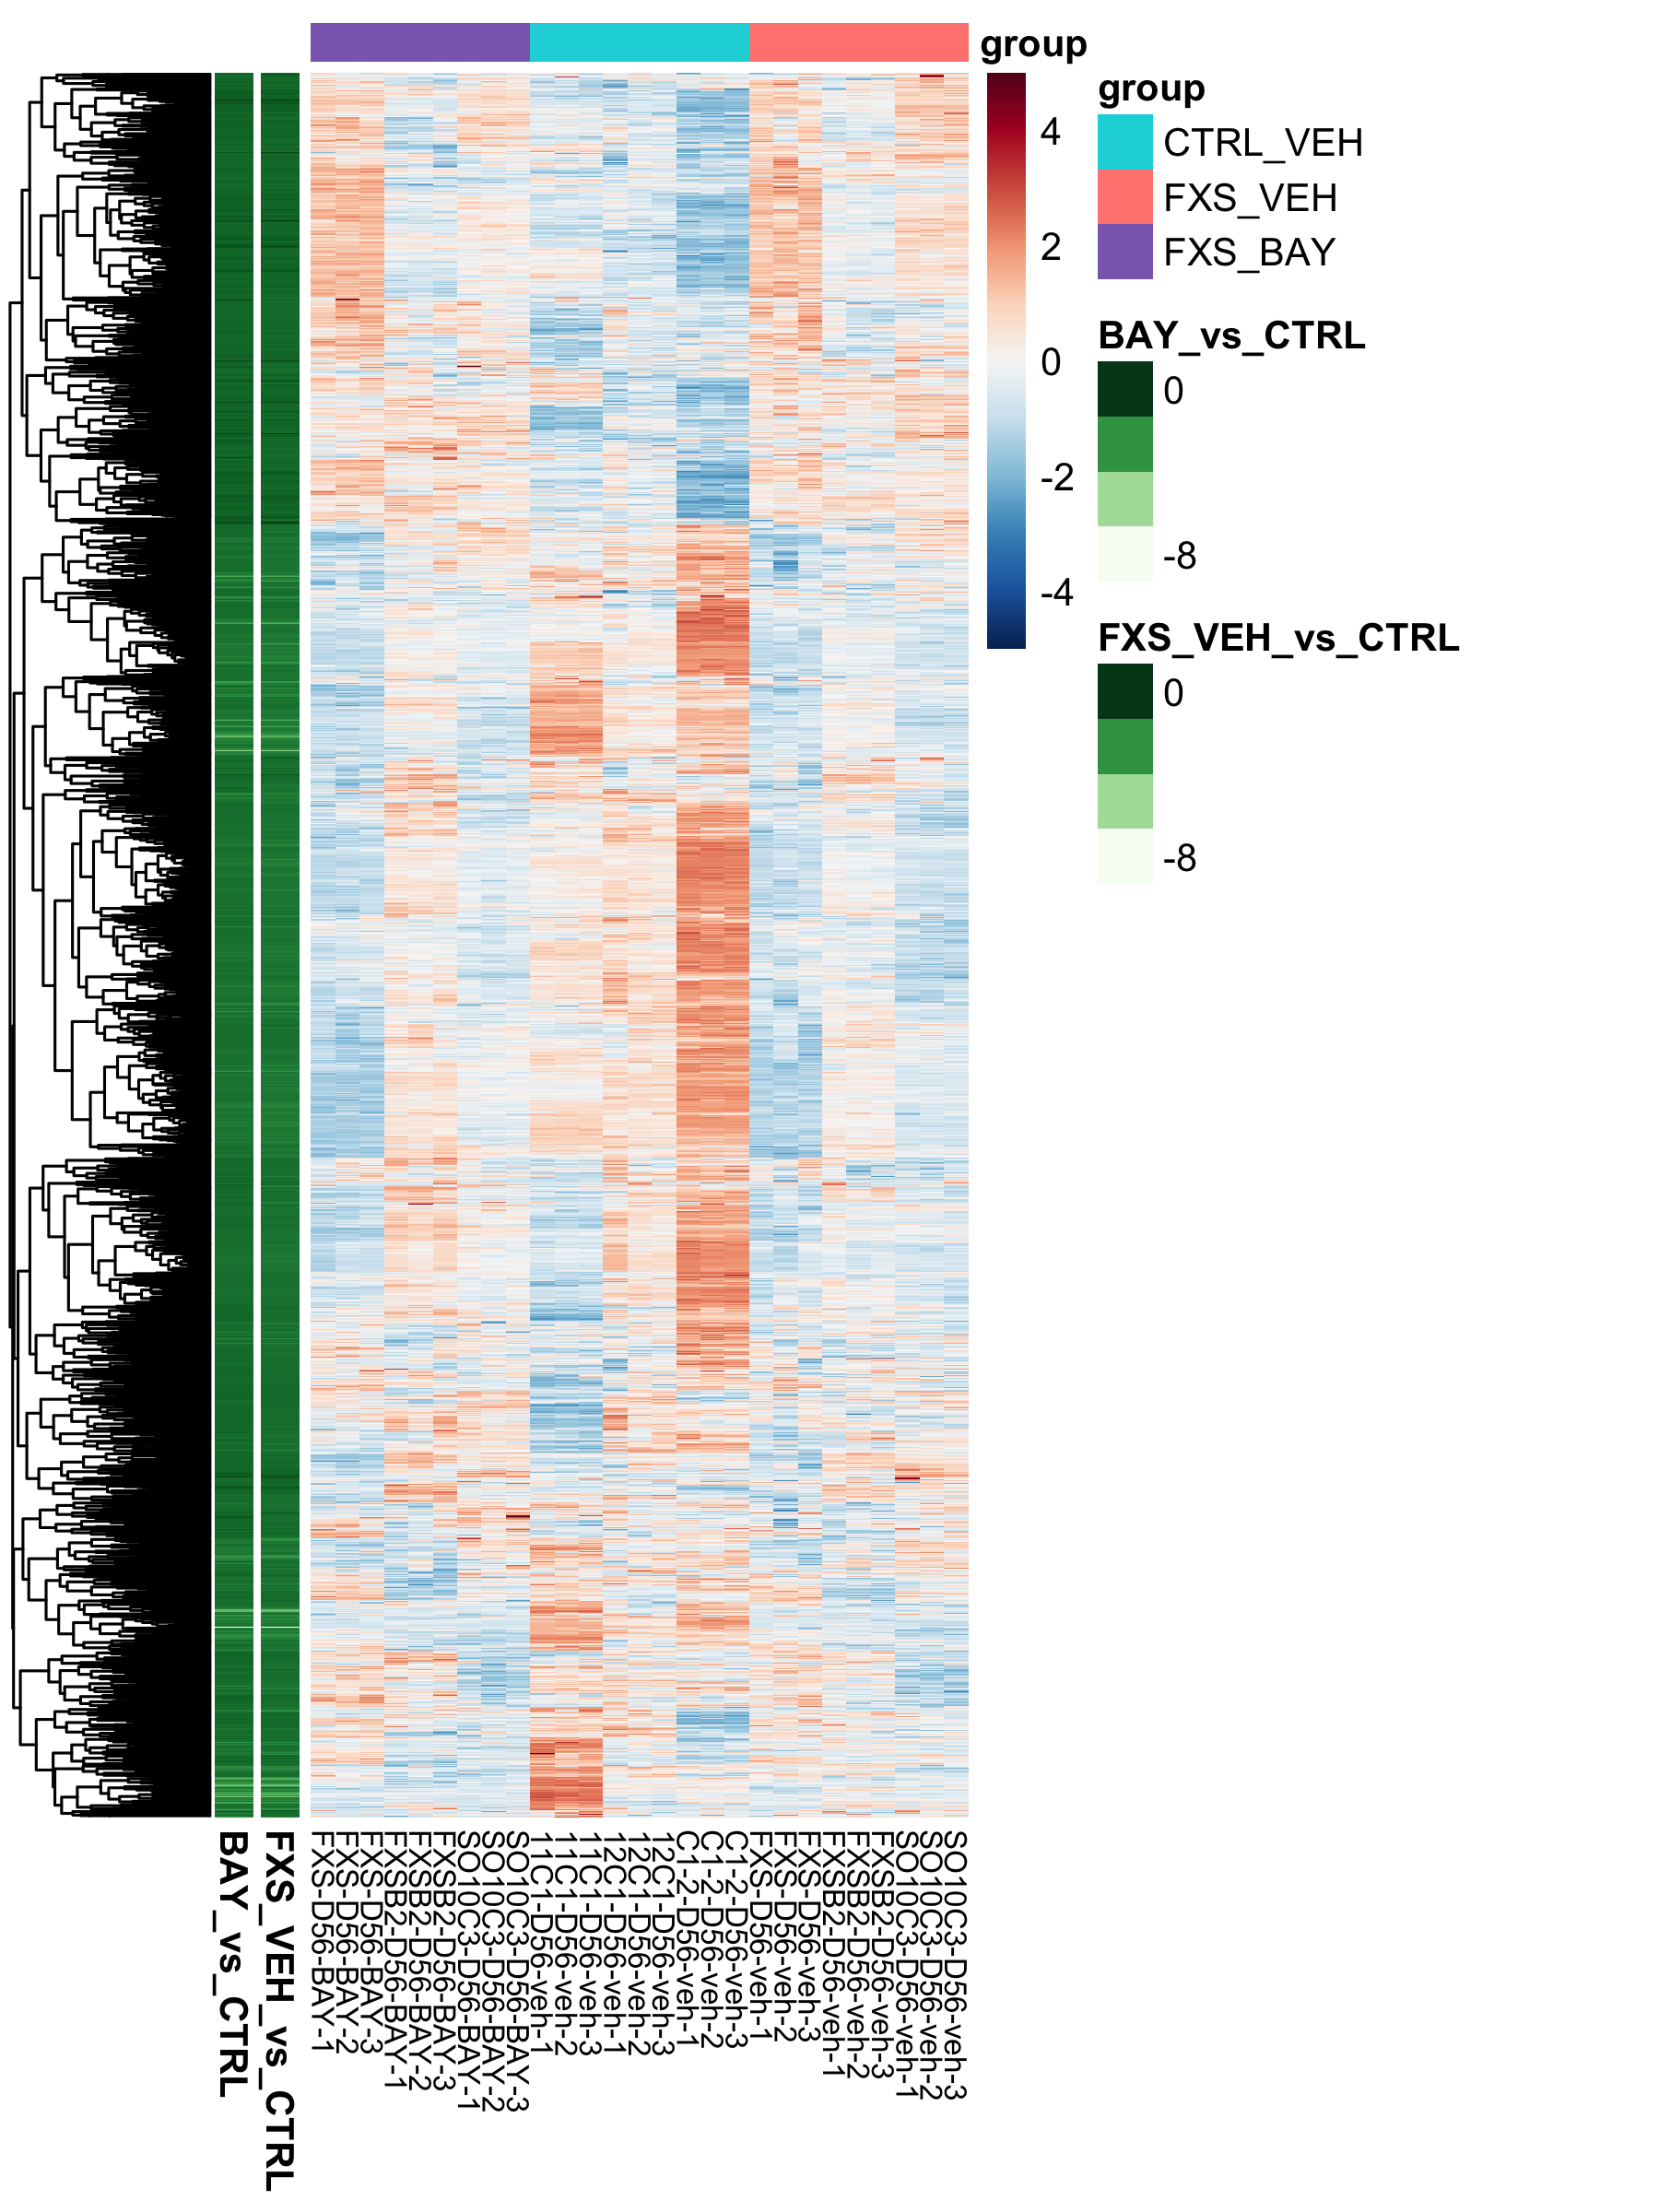 group
4
2
0
-2
-4
group
CTRL_VEH
FXS_VEH
FXS_BAY
BAY_vs_CTRL
0
-8
FXS_VEH_vs_CTRL
0
-8
BAY_vs_CTRL
FXS_VEH_vs_CTRL
FXS-D56-BAY-1
FXS-D56-BAY-2
FXS-D56-BAY-3
FXSB2-D56-BAY-1
FXSB2-D56-BAY-2
FXSB2-D56-BAY-3
SO10C3-D56-BAY-1
SO10C3-D56-BAY-2
SO10C3-D56-BAY-3
11C1-D56-veh-1
11C1-D56-veh-2
11C1-D56-veh-3
12C1-D56-veh-1
12C1-D56-veh-2
12C1-D56-veh-3
C1-2-D56-veh-1
C1-2-D56-veh-2
C1-2-D56-veh-3
FXS-D56-veh-1
FXS-D56-veh-2
FXS-D56-veh-3
FXSB2-D56-veh-1
FXSB2-D56-veh-2
FXSB2-D56-veh-3
SO10C3-D56-veh-1
SO10C3-D56-veh-2
SO10C3-D56-veh-3